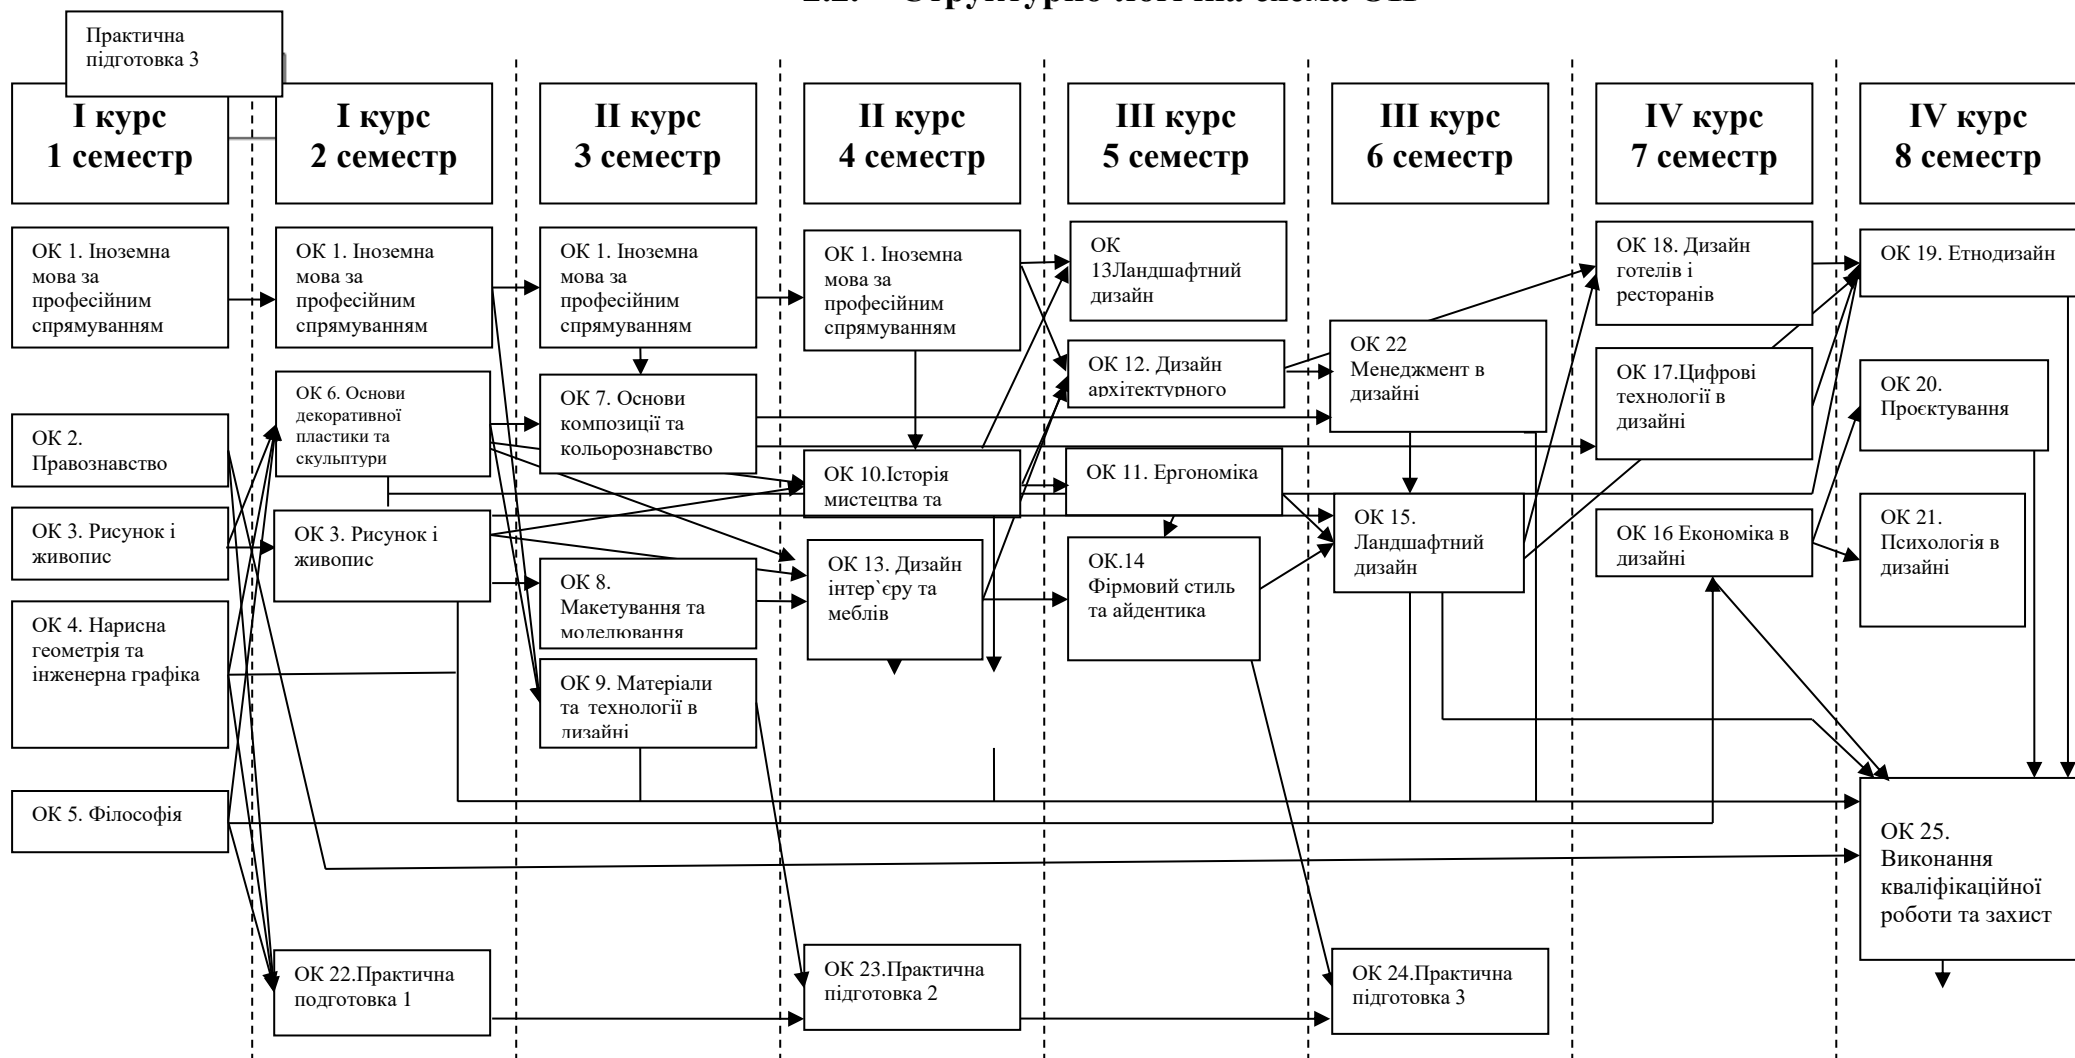 Практична
підготовка 3
І курс
1 семестр
І курс
2 семестр
ІІ курс
3 семестр
ІІ курс
4 семестр
ІІІ курс
5 семестр
ІІІ курс
6 семестр
IV курс
7 семестр
IV курс
8 семестр
ОК 1. Іноземна
мова за
професійним
спрямуванням
ОК 2.
Правознавство
ОК 3. Рисунок і
живопис
ОК 4. Нарисна
геометрія та
інженерна графіка
ОК 5. Філософія
ОК 1. Іноземна
мова за
професійним
спрямуванням
ОК 6. Основи
декоративної
пластики та
скульптури
ОК 3. Рисунок і
живопис
ОК 22.Практична
подготовка 1
ОК 1. Іноземна
мова за
професійним
спрямуванням
ОК 7. Основи
композиції та
кольорознавство
ОК 8.
Макетування та
моделювання
ОК 9. Матеріали
та технології в
дизайні
ОК 1. Іноземна
мова за
професійним
спрямуванням
ОК 10.Історія
мистецтва та
ОК 13. Дизайн
інтер`єру та
меблів
ОК 23.Практична
підготовка 2
ОК
13Ландшафтний
дизайн
ОК 12. Дизайн
архітектурного
ОК 11. Ергономіка
ОК.14
Фірмовий стиль
та айдентика
ОК 22
Менеджмент в
дизайні
ОК 15.
Ландшафтний
дизайн
ОК 24.Практична
підготовка 3
ОК 18. Дизайн
готелів і
ресторанів
ОК 17.Цифрові
технології в
дизайні
ОК 16 Економіка в
дизайні
ОК 19. Етнодизайн
ОК 20.
Проєктування
ОК 21.
Психологія в
дизайні
ОК 25.
Виконання
кваліфікаційної
роботи та захист